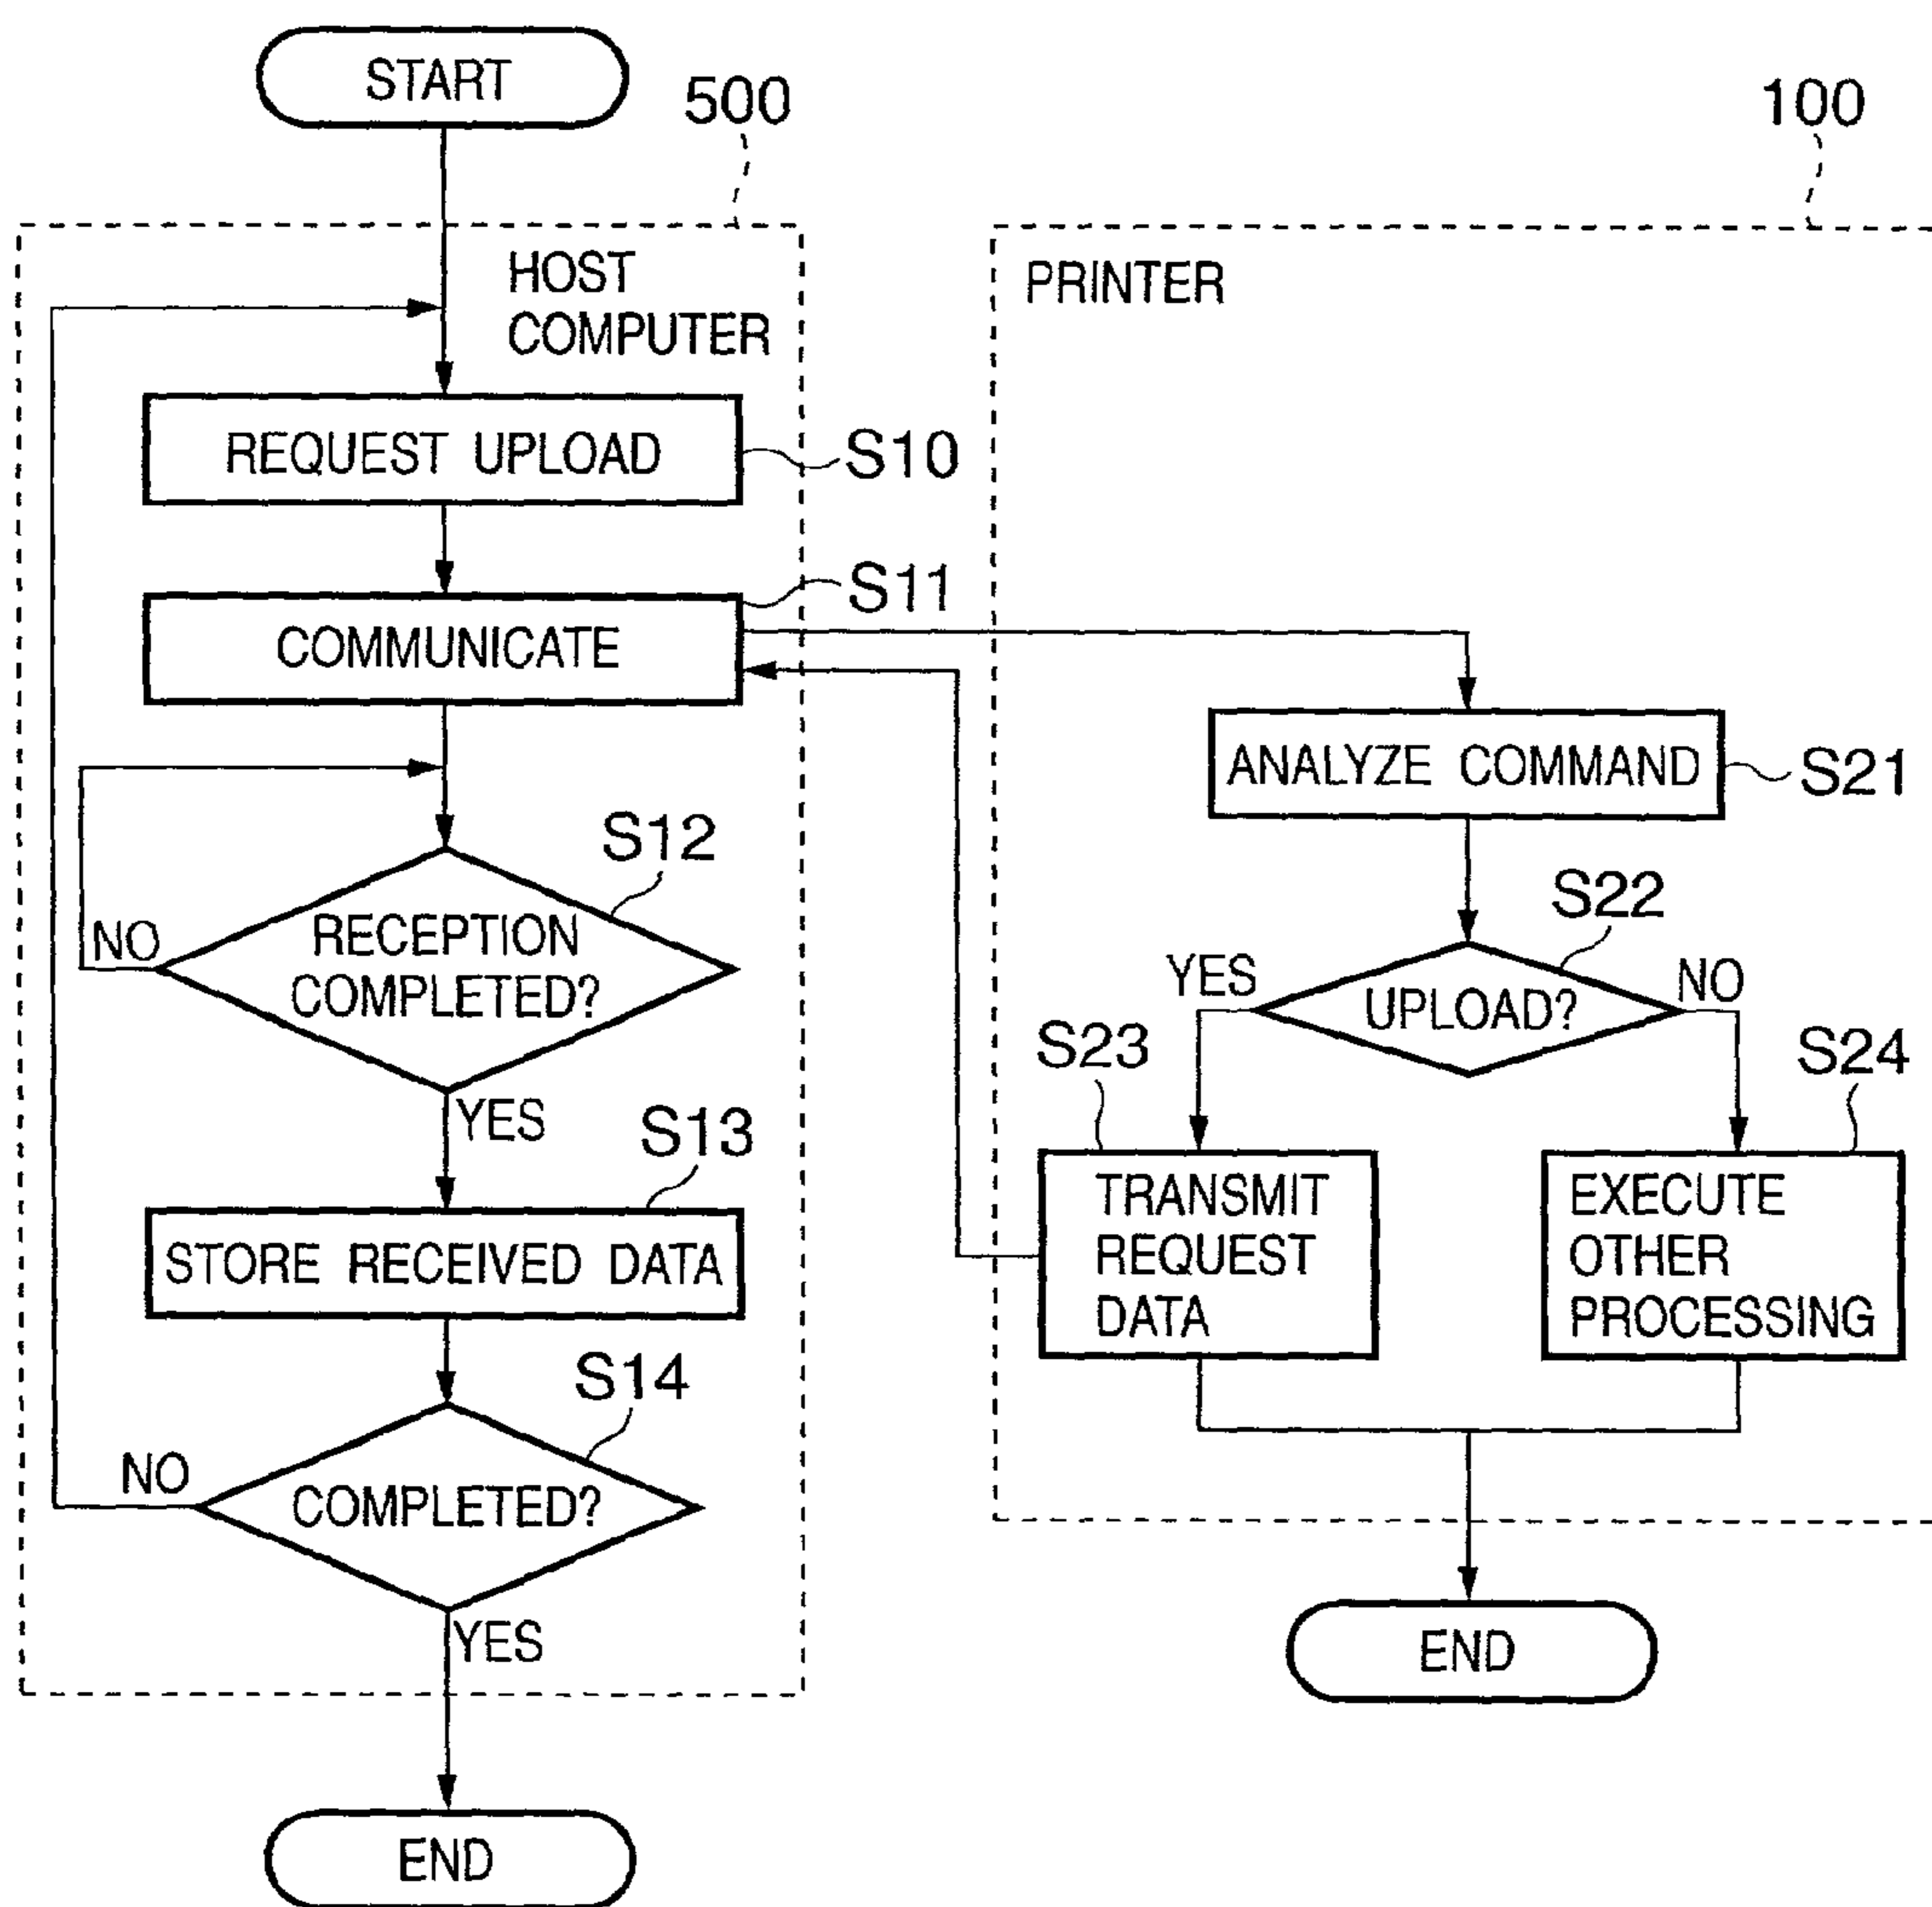 START
500
100
HOST
COMPUTER
PRINTER
REQUEST UPLOAD
S10
S11
COMMUNICATE
ANALYZE COMMAND
S21
S12
RECEPTION
COMPLETED?
NO
YES
S22
UPLOAD?
YES
NO
S23
S24
TRANSMIT
REQUEST
DATA
EXECUTE
OTHER
PROCESSING
S13
STORE RECEIVED DATA
S14
COMPLETED?
NO
YES
END
END